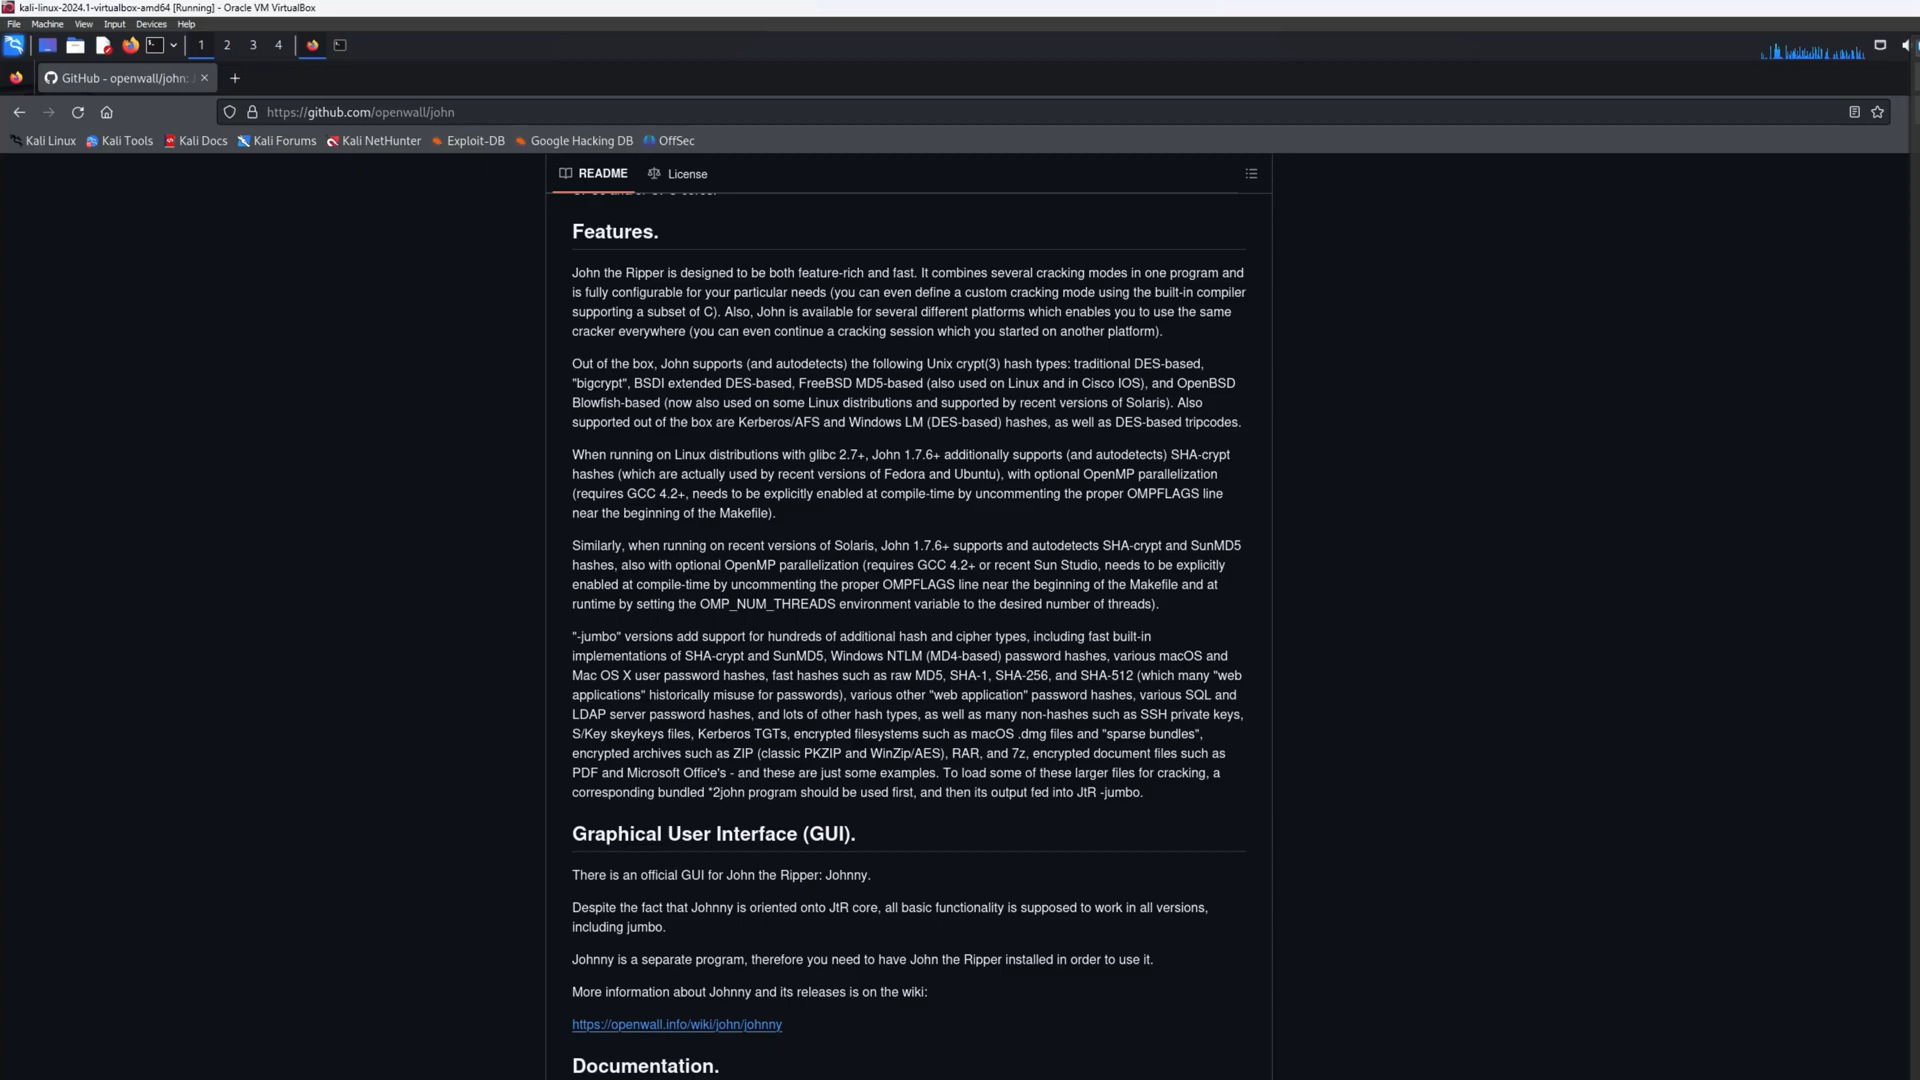 kali-linux-2024.1-virtualbox-amd64 [Running] - Oracle VM VirtualBox
File Machine View Input Devices Help
1 2 3 4
GitHub - openwall/john:
https://github.com/openwall/john
Kali Linux Kali Tools Kali Docs Kali Forums Kali NetHunter Exploit-DB Google Hacking DB OffSec
README License
Features.
John the Ripper is designed to be both feature-rich and fast. It combines several cracking modes in one program and
is fully configurable for your particular needs (you can even define a custom cracking mode using the built-in compiler
supporting a subset of C). Also, John is available for several different platforms which enables you to use the same
cracker everywhere (you can even continue a cracking session which you started on another platform).
Out of the box, John supports (and autodetects) the following Unix crypt(3) hash types: traditional DES-based,
"bigcrypt", BSDI extended DES-based, FreeBSD MD5-based (also used on Linux and in Cisco IOS), and OpenBSD
Blowfish-based (now also used on some Linux distributions and supported by recent versions of Solaris). Also
supported out of the box are Kerberos/AFS and Windows LM (DES-based) hashes, as well as DES-based tripcodes.
When running on Linux distributions with glibc 2.7+, John 1.7.6+ additionally supports (and autodetects) SHA-crypt
hashes (which are actually used by recent versions of Fedora and Ubuntu), with optional OpenMP parallelization
(requires GCC 4.2+, needs to be explicitly enabled at compile-time by uncommenting the proper OMPFLAGS line
near the beginning of the Makefile).
Similarly, when running on recent versions of Solaris, John 1.7.6+ supports and autodetects SHA-crypt and SunMD5
hashes, also with optional OpenMP parallelization (requires GCC 4.2+ or recent Sun Studio, needs to be explicitly
enabled at compile-time by uncommenting the proper OMPFLAGS line near the beginning of the Makefile and at
runtime by setting the OMP_NUM_THREADS environment variable to the desired number of threads).
"-jumbo" versions add support for hundreds of additional hash and cipher types, including fast built-in
implementations of SHA-crypt and SunMD5, Windows NTLM (MD4-based) password hashes, various macOS and
Mac OS X user password hashes, fast hashes such as raw MD5, SHA-1, SHA-256, and SHA-512 (which many "web
applications" historically misuse for passwords), various other "web application" password hashes, various SQL and
LDAP server password hashes, and lots of other hash types, as well as many non-hashes such as SSH private keys,
S/Key skeykeys files, Kerberos TGTs, encrypted filesystems such as macOS .dmg files and "sparse bundles",
encrypted archives such as ZIP (classic PKZIP and WinZip/AES), RAR, and 7z, encrypted document files such as
PDF and Microsoft Office's - and these are just some examples. To load some of these larger files for cracking, a
corresponding bundled *2john program should be used first, and then its output fed into JtR -jumbo.
Graphical User Interface (GUI).
There is an official GUI for John the Ripper: Johnny.
Despite the fact that Johnny is oriented onto JtR core, all basic functionality is supposed to work in all versions,
including jumbo.
Johnny is a separate program, therefore you need to have John the Ripper installed in order to use it.
More information about Johnny and its releases is on the wiki:
https://openwall.info/wiki/john/johnny
Documentation.